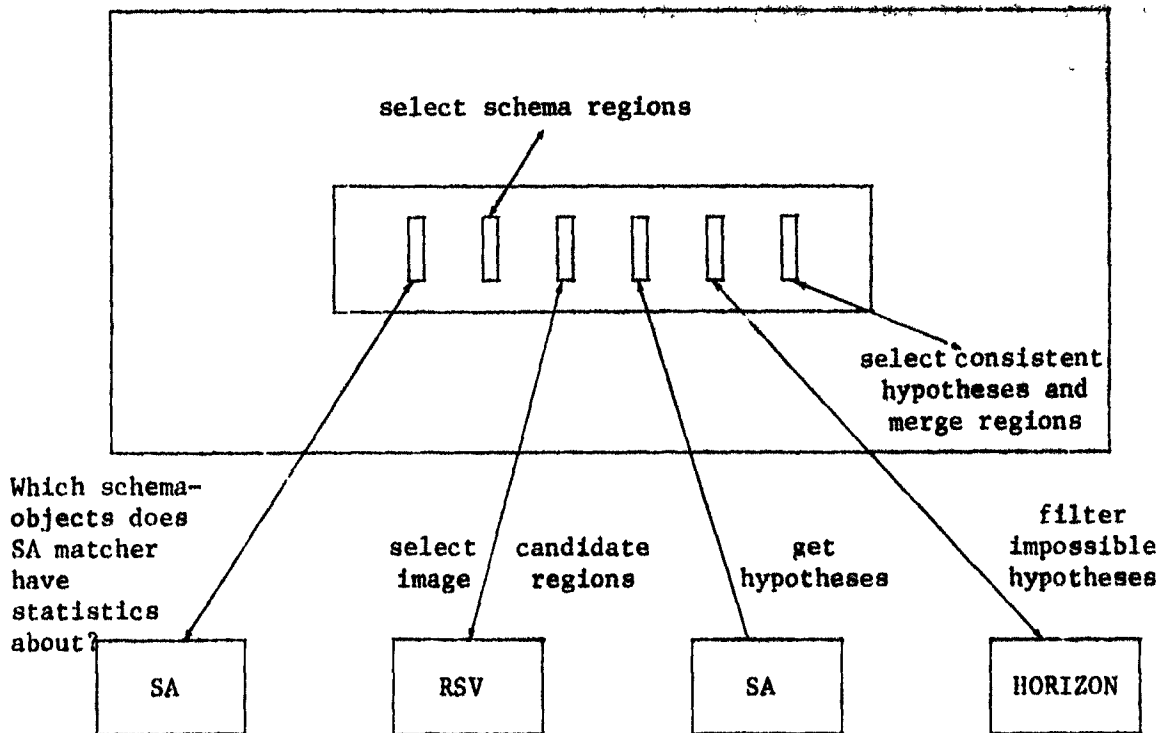 select schema regions
select consistent
hypotheses and
merge regions
Which schema-
objects does
SA matcher
have
statistics
about?
select
image
candidate
regions
get
hypotheses
filter
impossible
hypotheses
SA
RSV
SA
HORIZON